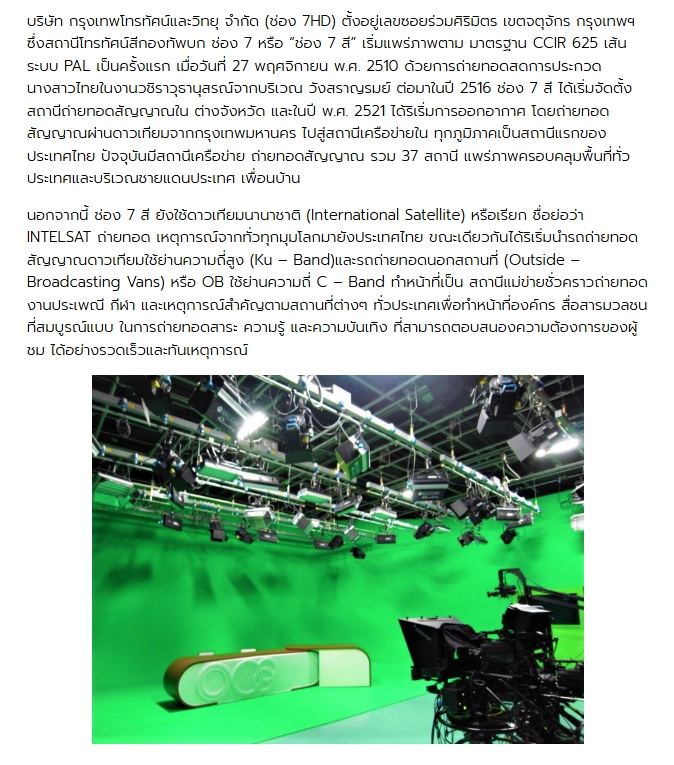 บริษัท กรุงเทพโทรทัศน์และวิทยุ จำกัด (ช่อง 7HD) ตั้งอยู่เลขซอยร่วมศิริมิตร เขตจตุจักร กรุงเทพฯ
ซึ่งสถานีโทรทัศน์สีกองทัพบก ช่อง 7 หรือ “ช่อง 7 สี” เริ่มแพร่ภาพตาม มาตรฐาน CCIR 625 เส้น
ระบบ PAL เป็นครั้งแรก เมื่อวันที่ 27 พฤศจิกายน พ.ศ. 2510 ด้วยการถ่ายทอดสดการประกวด
นางสาวไทยในงานวชิราวุธานุสรณ์จากบริเวณ วังสราญรมย์ ต่อมาในปี 2516 ช่อง 7 สี ได้เริ่มจัดตั้ง
สถานีถ่ายทอดสัญญาณใน ต่างจังหวัด และในปี พ.ศ. 2521 ได้ริเริ่มการออกอากาศ โดยถ่ายทอด
สัญญาณผ่านดาวเทียมจากกรุงเทพมหานคร ไปสู่สถานีเครือข่ายใน ทุกภูมิภาคเป็นสถานีแรกของ
ประเทศไทย ปัจจุบันมีสถานีเครือข่าย ถ่ายทอดสัญญาณ รวม 37 สถานี แพร่ภาพครอบคลุมพื้นที่ทั่ว
ประเทศและบริเวณชายแดนประเทศ เพื่อนบ้าน
นอกจากนี้ ช่อง 7 สี ยังใช้ดาวเทียมนานาชาติ (International Satellite) หรือเรียก ชื่อย่อว่า
INTELSAT ถ่ายทอด เหตุการณ์จากทั่วทุกมุมโลกมายังประเทศไทย ขณะเดียวกันได้ริเริ่มนำรถถ่ายทอด
สัญญาณดาวเทียมใช้ย่านความถี่สูง (Ku – Band)และรถถ่ายทอดนอกสถานที่ (Outside –
Broadcasting Vans) หรือ OB ใช้ย่านความถี่ C – Band ทำหน้าที่เป็น สถานีแม่ข่ายชั่วคราวถ่ายทอด
งานประเพณี กีฬา และเหตุการณ์สำคัญตามสถานที่ต่างๆ ทั่วประเทศเพื่อทำหน้าที่องค์กร สื่อสารมวลชน
ที่สมบูรณ์แบบ ในการถ่ายทอดสาระ ความรู้ และความบันเทิง ที่สามารถตอบสนองความต้องการของผู้
ชม ได้อย่างรวดเร็วและทันเหตุการณ์